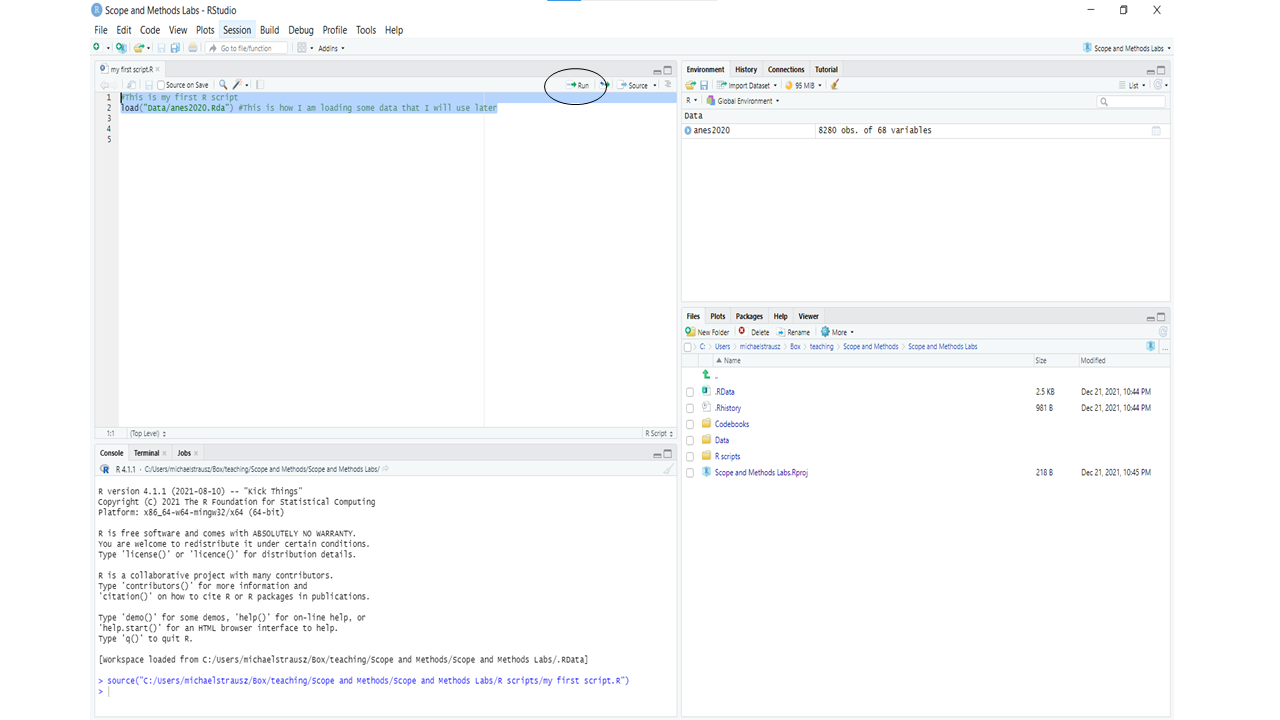 Scope and Methods Labs - RStudio
File Edit Code View Plots Session Build Debug Profile Tools Help
Go to file/function Addins Scope and Methods Labs
my first script.R
Source on Save Run Source
1 #This is my first R script
2 load("Data/anes2020.Rda") #This is how I am loading some data that I will use later
3
4
5
1:1 (Top Level) R Script
Console Terminal Jobs
R 4.1.1 · C:/Users/michaelstrausz/Box/teaching/Scope and Methods/Scope and Methods Labs/
R version 4.1.1 (2021-08-10) -- "Kick Things"
Copyright (C) 2021 The R Foundation for Statistical Computing
Platform: x86_64-w64-mingw32/x64 (64-bit)
R is free software and comes with ABSOLUTELY NO WARRANTY.
You are welcome to redistribute it under certain conditions.
Type 'license()' or 'licence()' for distribution details.
R is a collaborative project with many contributors.
Type 'contributors()' for more information and
'citation()' on how to cite R or R packages in publications.
Type 'demo()' for some demos, 'help()' for on-line help, or
'help.start()' for an HTML browser interface to help.
Type 'q()' to quit R.
[Workspace loaded from C:/Users/michaelstrausz/Box/teaching/Scope and Methods/Scope and Methods Labs/.RData]
> source("C:/Users/michaelstrausz/Box/teaching/Scope and Methods/Scope and Methods Labs/R scripts/my first script.R")
>
Environment History Connections Tutorial
Import Dataset 95 MiB List
R Global Environment
Data
anes2020 8280 obs. of 68 variables
Files Plots Packages Help Viewer
New Folder Delete Rename More
C: Users michaelstrausz Box teaching Scope and Methods Scope and Methods Labs ...
Name Size Modified
..
.RData 2.5 KB Dec 21, 2021, 10:44 PM
.Rhistory 981 B Dec 21, 2021, 10:44 PM
Codebooks
Data
R scripts
Scope and Methods Labs.Rproj 218 B Dec 21, 2021, 10:45 PM